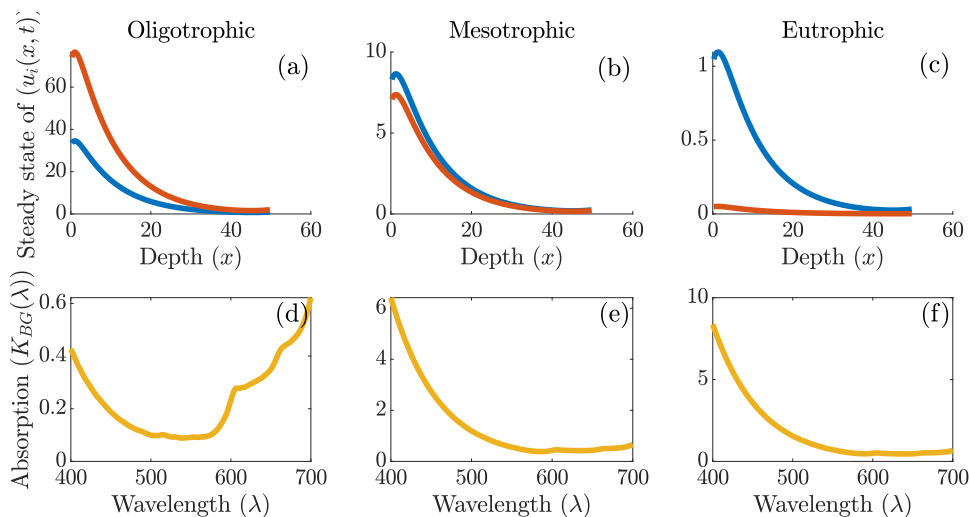 Oligotrophic Mesotrophic Eutrophic
Steady state of (u_i(x, t))
(a) (b) (c)
60
40
20
0
10
5
0
1
0.5
0
0 20 40 60
0 20 40 60
0 20 40 60
Depth (x) Depth (x) Depth (x)
Absorption (K_{BG}(λ))
(d) (e) (f)
0.6
0.4
0.2
0
6
4
2
0
10
5
0
400 500 600 700
400 500 600 700
400 500 600 700
Wavelength (λ) Wavelength (λ) Wavelength (λ)